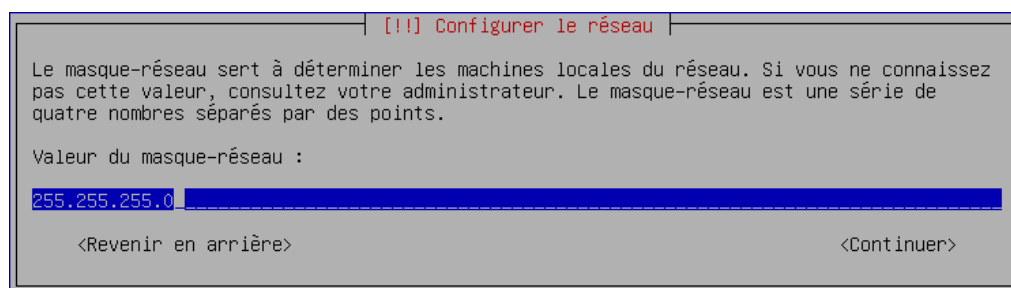 [!!] Configurer le réseau
Le masque-réseau sert à déterminer les machines locales du réseau. Si vous ne connaissez
pas cette valeur, consultez votre administrateur. Le masque-réseau est une série de
quatre nombres séparés par des points.
Valeur du masque-réseau :
255.255.255.0
<Revenir en arrière> <Continuer>